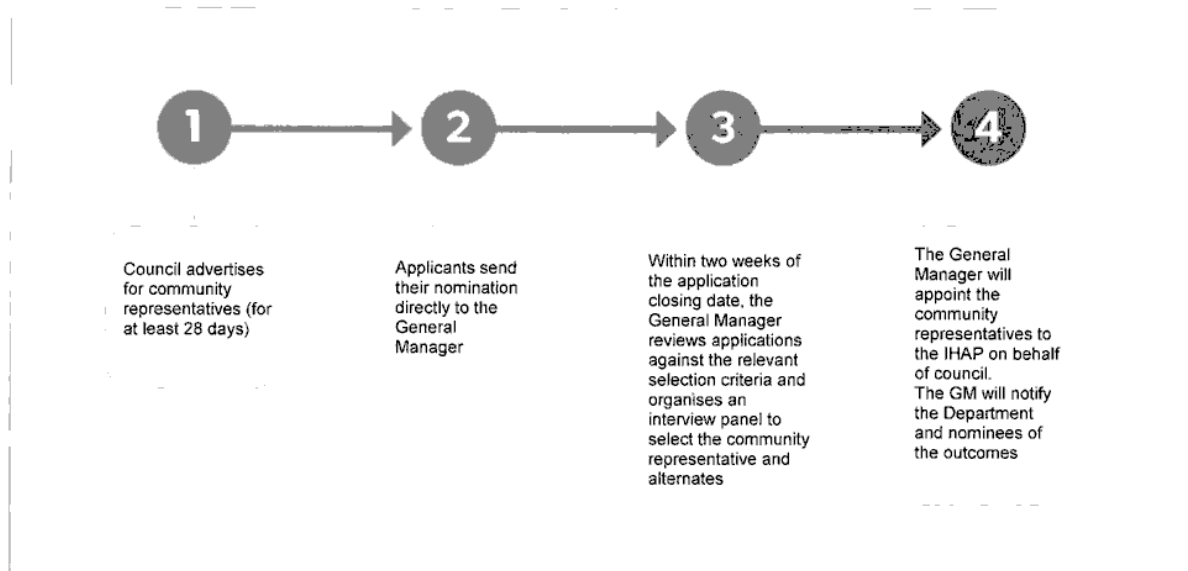 1
2
3
4
Council advertises
for community
representatives (for
at least 28 days)
Applicants send
their nomination
directly to the
General
Manager
Within two weeks of
the application
closing date, the
General Manager
reviews applications
against the relevant
selection criteria and
organises an
interview panel to
select the community
representative and
alternates
The General
Manager will
appoint the
community
representatives to
the IHAP on behalf
of council.
The GM will notify
the Department
and nominees of
the outcomes